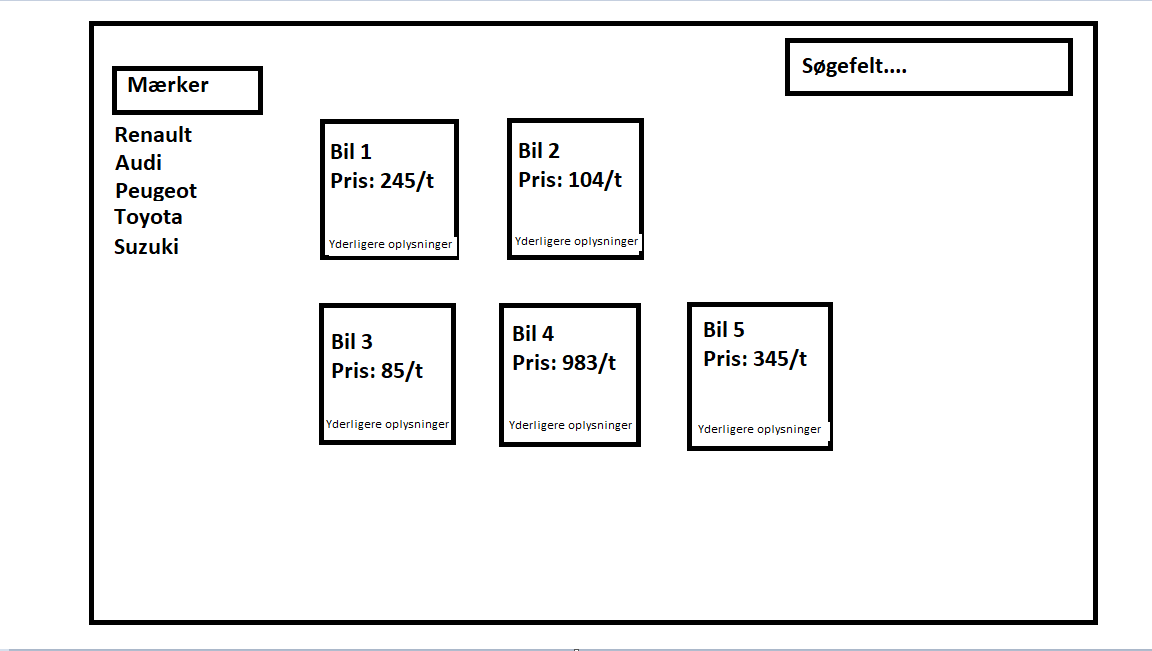 Søgefelt....
Mærker
Renault
Audi
Peugeot
Toyota
Suzuki
Bil 1
Pris: 245/t
Yderligere oplysninger
Bil 2
Pris: 104/t
Yderligere oplysninger
Bil 3
Pris: 85/t
Yderligere oplysninger
Bil 4
Pris: 983/t
Yderligere oplysninger
Bil 5
Pris: 345/t
Yderligere oplysninger